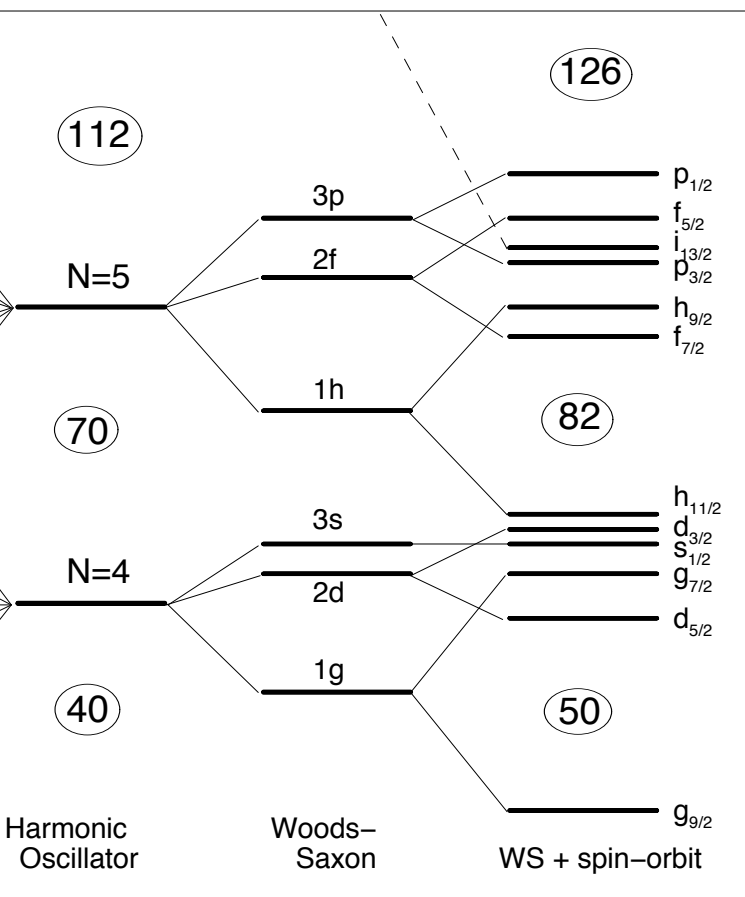 126
112
p1/2
3p
f5/2
i13/2
2f
p3/2
N=5
h9/2
f7/2
1h
82
70
h11/2
3s
d3/2
s1/2
N=4
g7/2
2d
d5/2
1g
40
50
g9/2
Harmonic
Oscillator
Woods−
Saxon
WS + spin−orbit